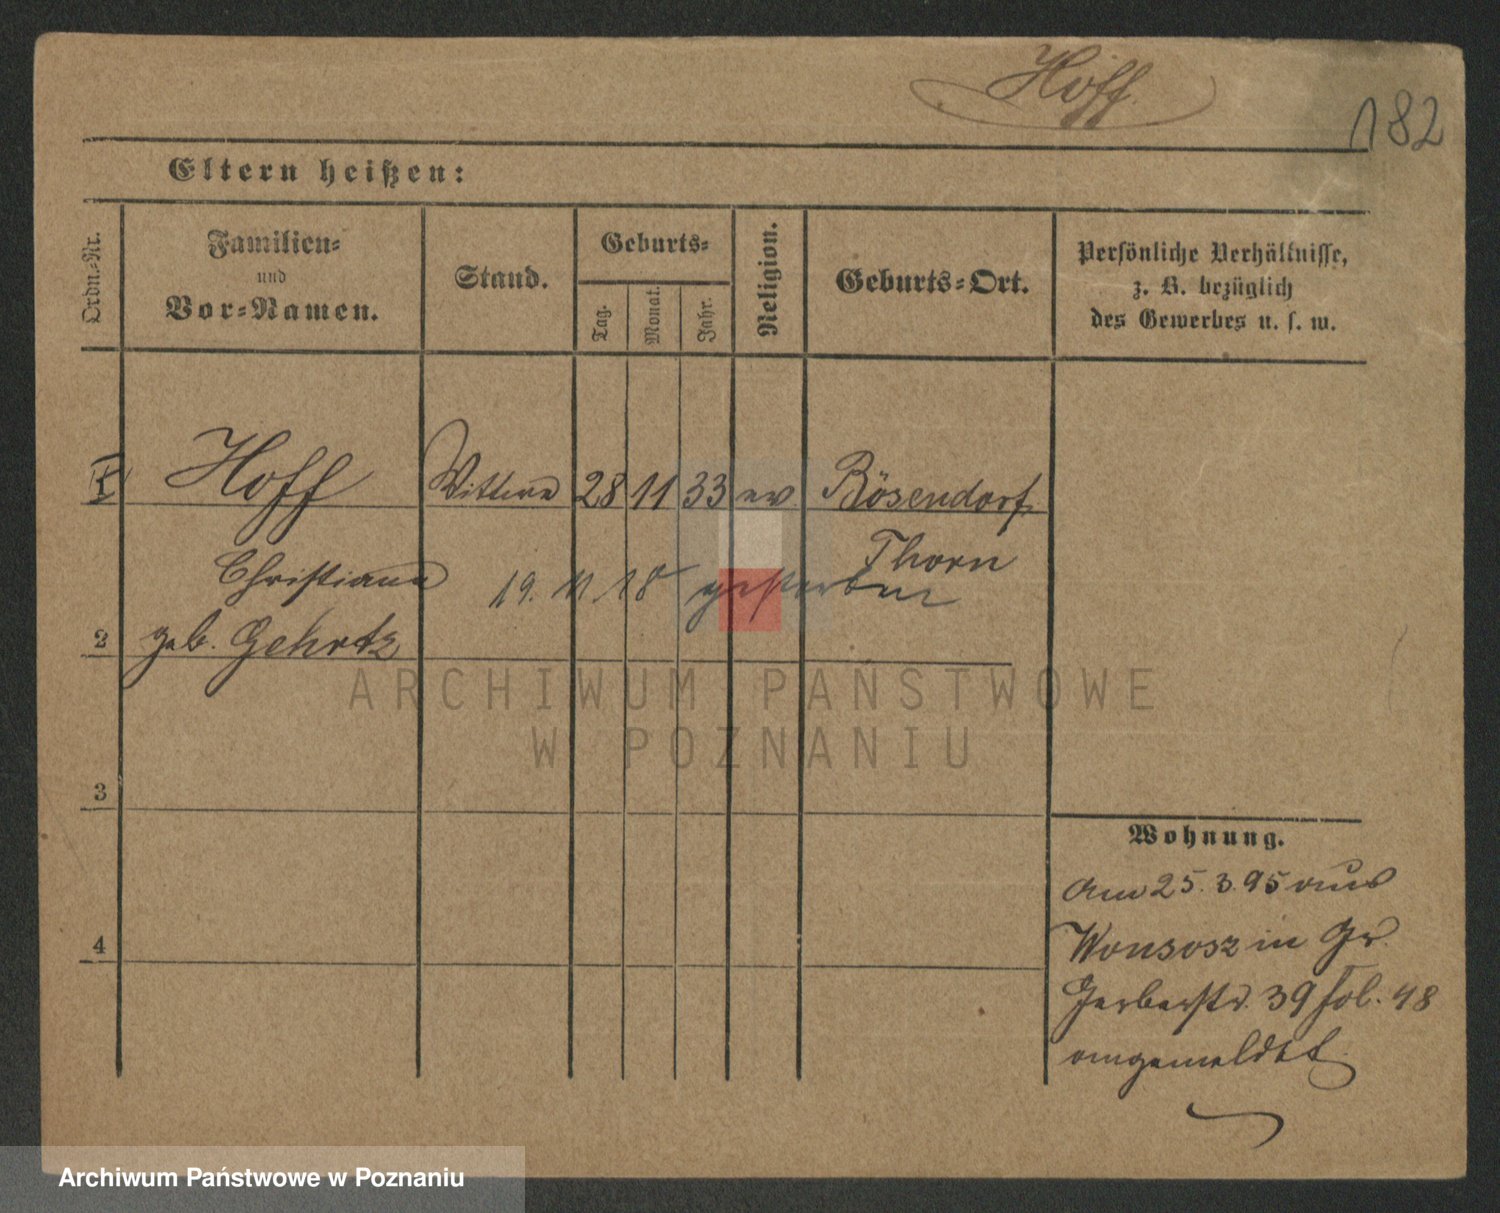 Hoff.
182
Eltern heißen:
Ordn.-Nr.
Familien-
und
Vor-Namen.
Stand.
Geburts-
Tag.
Monat.
Jahr.
Religion.
Geburts-Ort.
Persönliche Verhältnisse,
z. B. bezüglich
des Gewerbes u. s. w.
1 Hoff Wittwe 28 11 33 ev. Bösendorf
Thorn
Christiana 19. 11. 18 gestorben
2 geb. Gehrtz
3
4
Wohnung.
Am 25. 3. 95 aus
Wonsosz in Gr.
Gerberstr. 39 fol. 48
angemeldet
ARCHIWUM PAŃSTWOWE
W POZNANIU
Archiwum Państwowe w Poznaniu